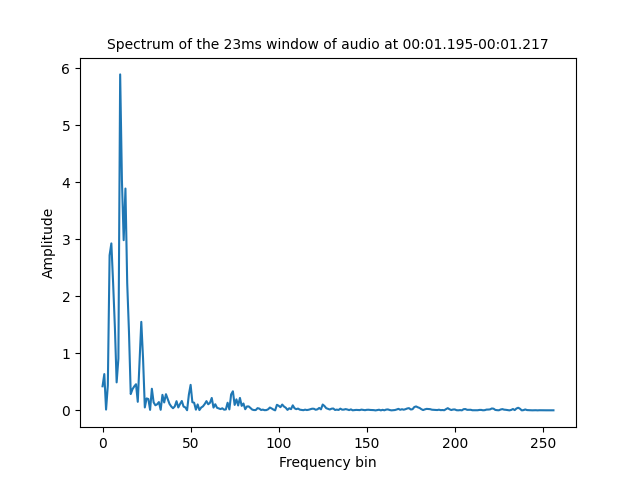 Spectrum of the 23ms window of audio at 00:01.195-00:01.217
6
5
4
3
2
1
0
Amplitude
0 50 100 150 200 250
Frequency bin